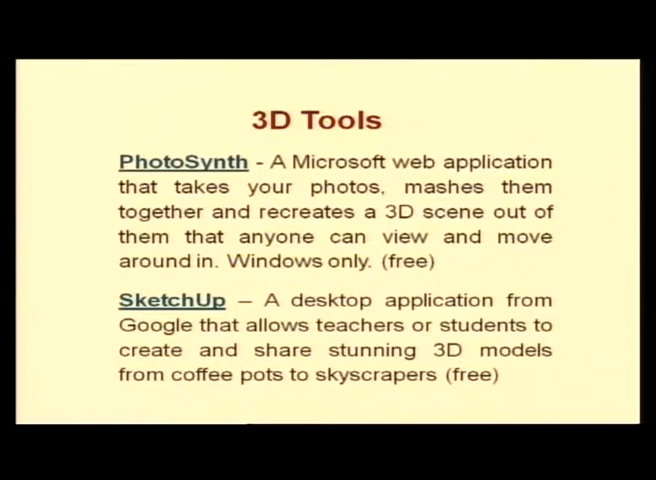 3D Tools
PhotoSynth - A Microsoft web application
that takes your photos, mashes them
together and recreates a 3D scene out of
them that anyone can view and move
around in. Windows only. (free)
SketchUp – A desktop application from
Google that allows teachers or students to
create and share stunning 3D models
from coffee pots to skyscrapers (free)